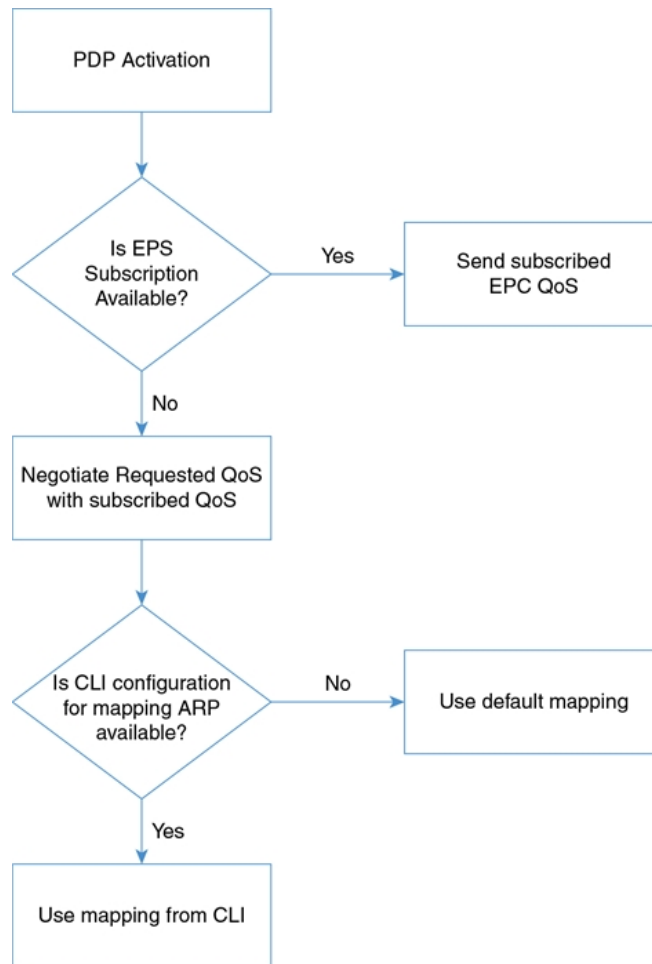 PDP Activation
Is EPS
Subscription
Available?
Yes
Send subscribed
EPC QoS
No
Negotiate Requested QoS
with subscribed QoS
Is CLI configuration
for mapping ARP
available?
No
Use default mapping
Yes
Use mapping from CLI